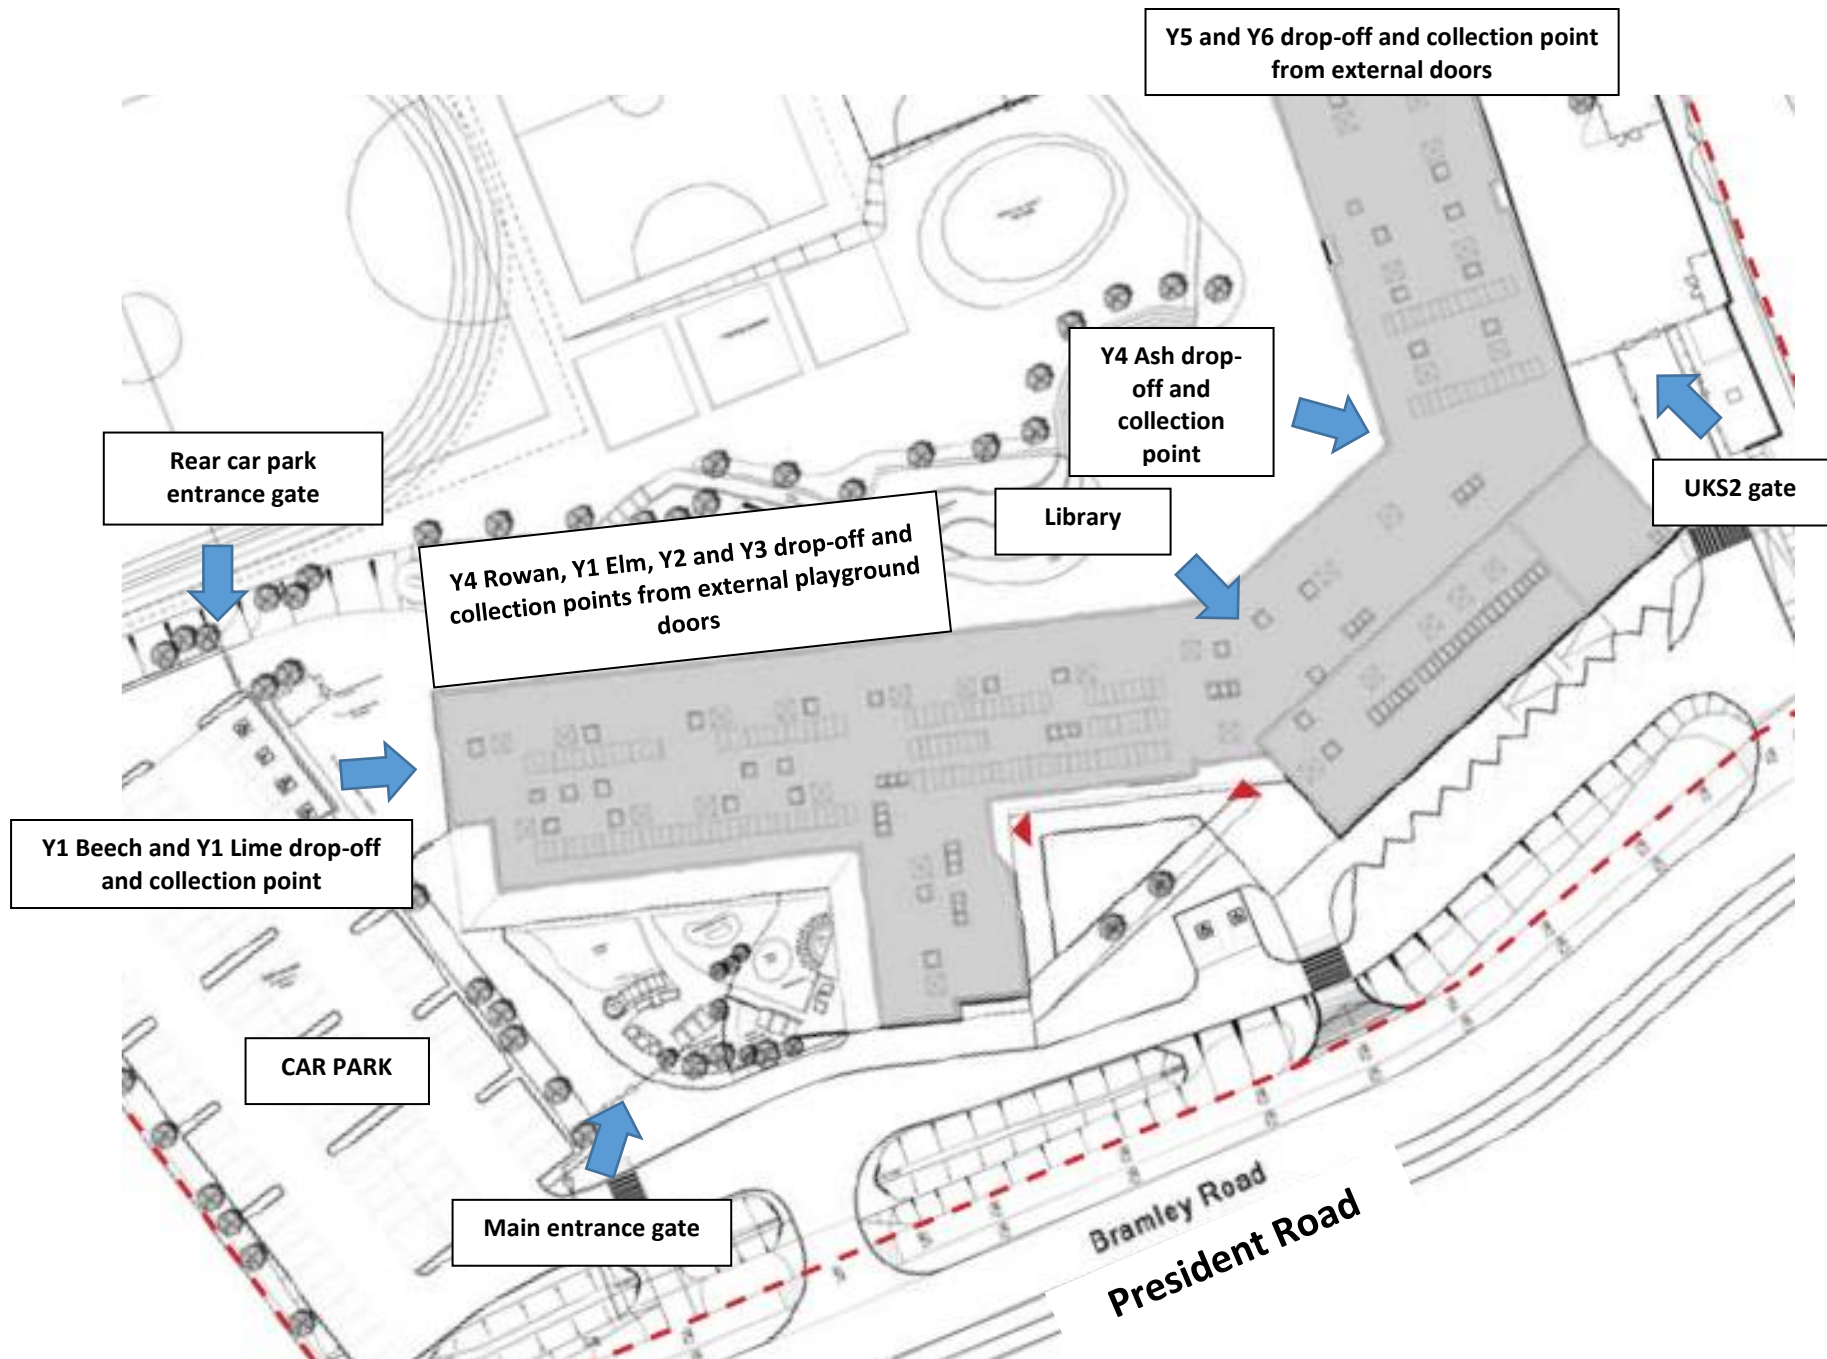 Y5 and Y6 drop-off and collection point
from external doors
Y4 Ash drop-
off and
collection
point
Rear car park
entrance gate
UKS2 gate
Library
Y4 Rowan, Y1 Elm, Y2 and Y3 drop-off and
collection points from external playground
doors
Y1 Beech and Y1 Lime drop-off
and collection point
CAR PARK
Main entrance gate
Bramley Road
President Road